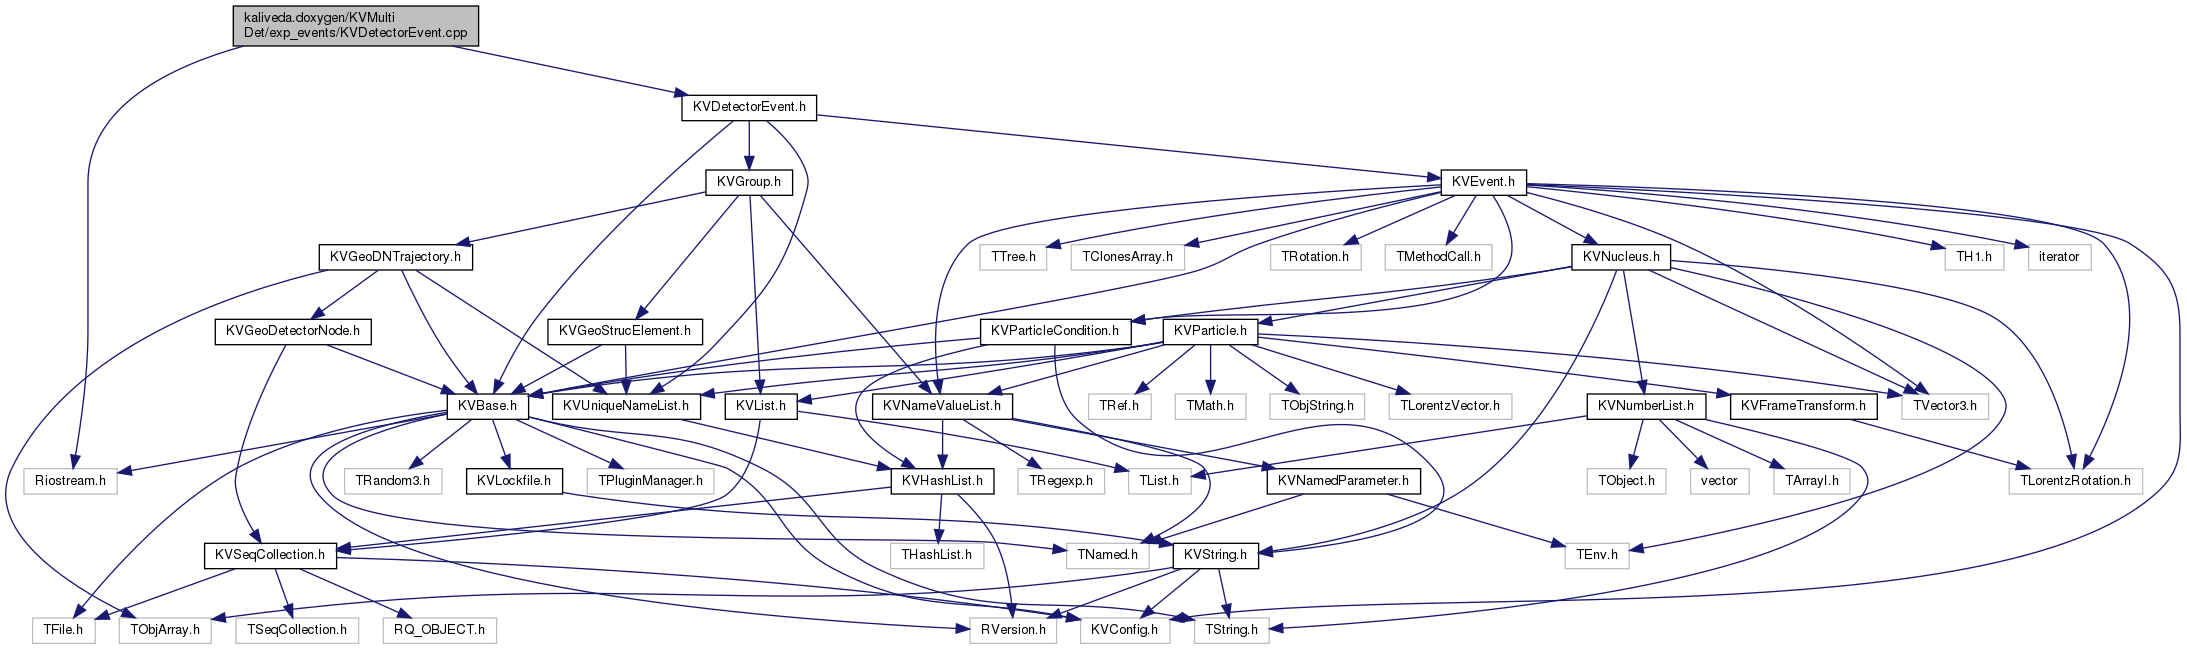 kaliveda.doxygen/KVMulti
Det/exp_events/KVDetectorEvent.cpp
KVDetectorEvent.h
KVGroup.h
KVEvent.h
KVGeoDNTrajectory.h
TTree.h
TClonesArray.h
TRotation.h
TMethodCall.h
KVNucleus.h
TH1.h
iterator
KVGeoDetectorNode.h
KVGeoStrucElement.h
KVParticleCondition.h
KVParticle.h
KVBase.h
KVUniqueNameList.h
KVList.h
KVNameValueList.h
TRef.h
TMath.h
TObjString.h
TLorentzVector.h
KVNumberList.h
KVFrameTransform.h
TVector3.h
Riostream.h
TRandom3.h
KVLockfile.h
TPluginManager.h
KVHashList.h
TRegexp.h
TList.h
KVNamedParameter.h
TObject.h
vector
TArrayI.h
TLorentzRotation.h
KVSeqCollection.h
THashList.h
TNamed.h
KVString.h
TEnv.h
TFile.h
TObjArray.h
TSeqCollection.h
RQ_OBJECT.h
RVersion.h
KVConfig.h
TString.h